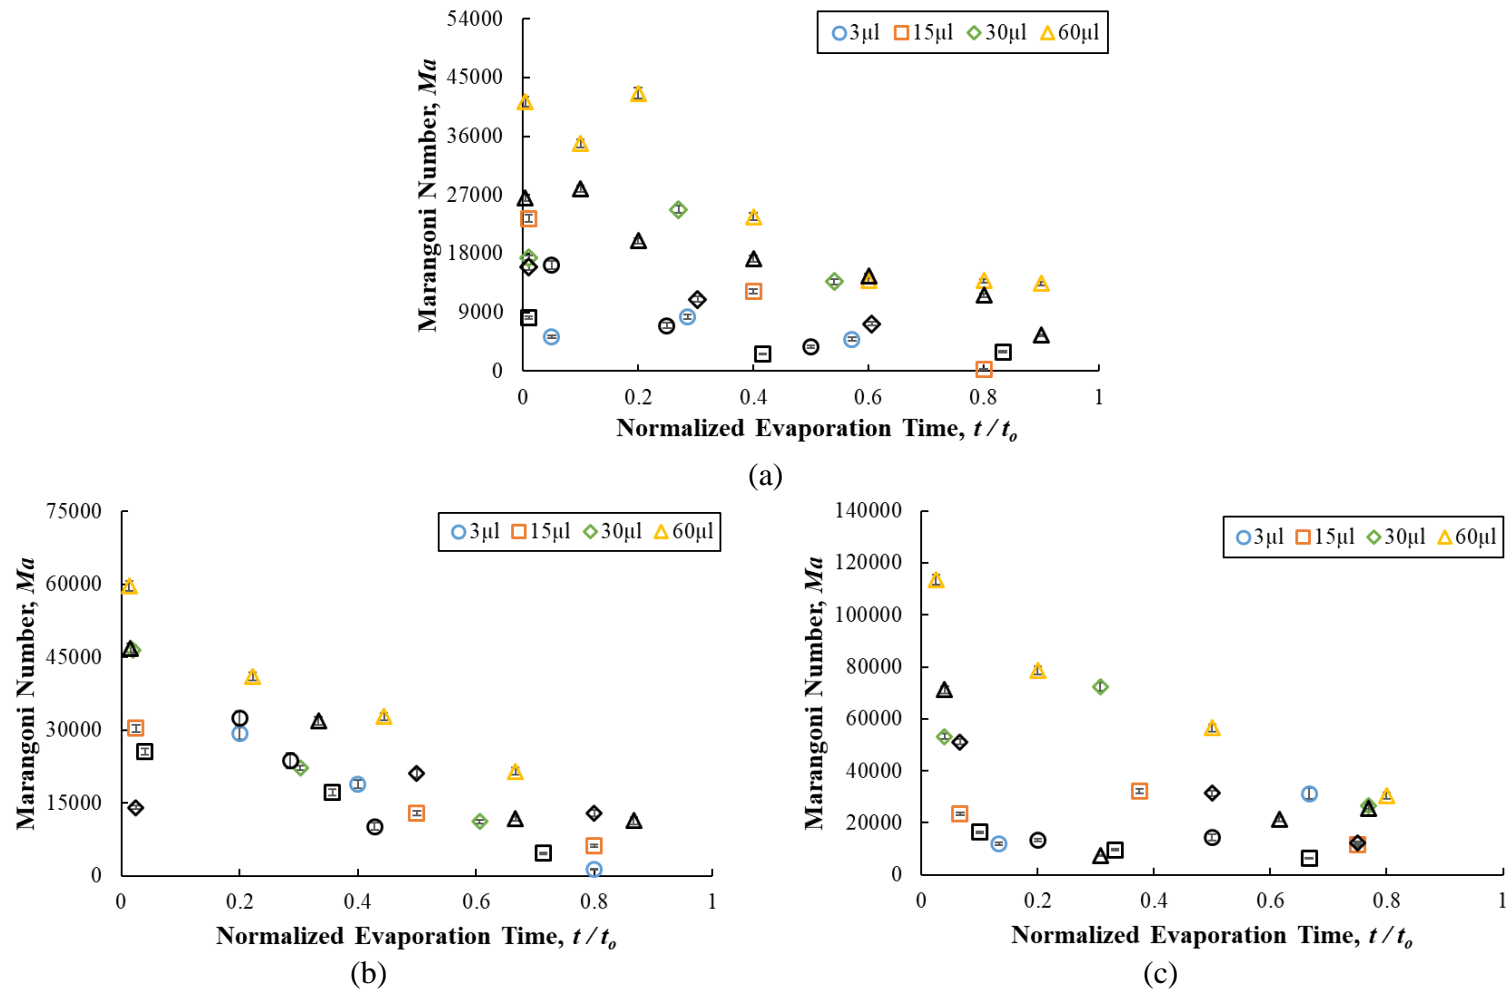 54000
45000
36000
27000
18000
9000
0
Marangoni Number, Ma
3µl 15µl 30µl 60µl
0 0.2 0.4 0.6 0.8 1
Normalized Evaporation Time, t / to
(a)
75000
60000
45000
30000
15000
0
Marangoni Number, Ma
3µl 15µl 30µl 60µl
0 0.2 0.4 0.6 0.8 1
Normalized Evaporation Time, t / to
(b)
140000
120000
100000
80000
60000
40000
20000
0
Marangoni Number, Ma
3µl 15µl 30µl 60µl
0 0.2 0.4 0.6 0.8 1
Normalized Evaporation Time, t / to
(c)